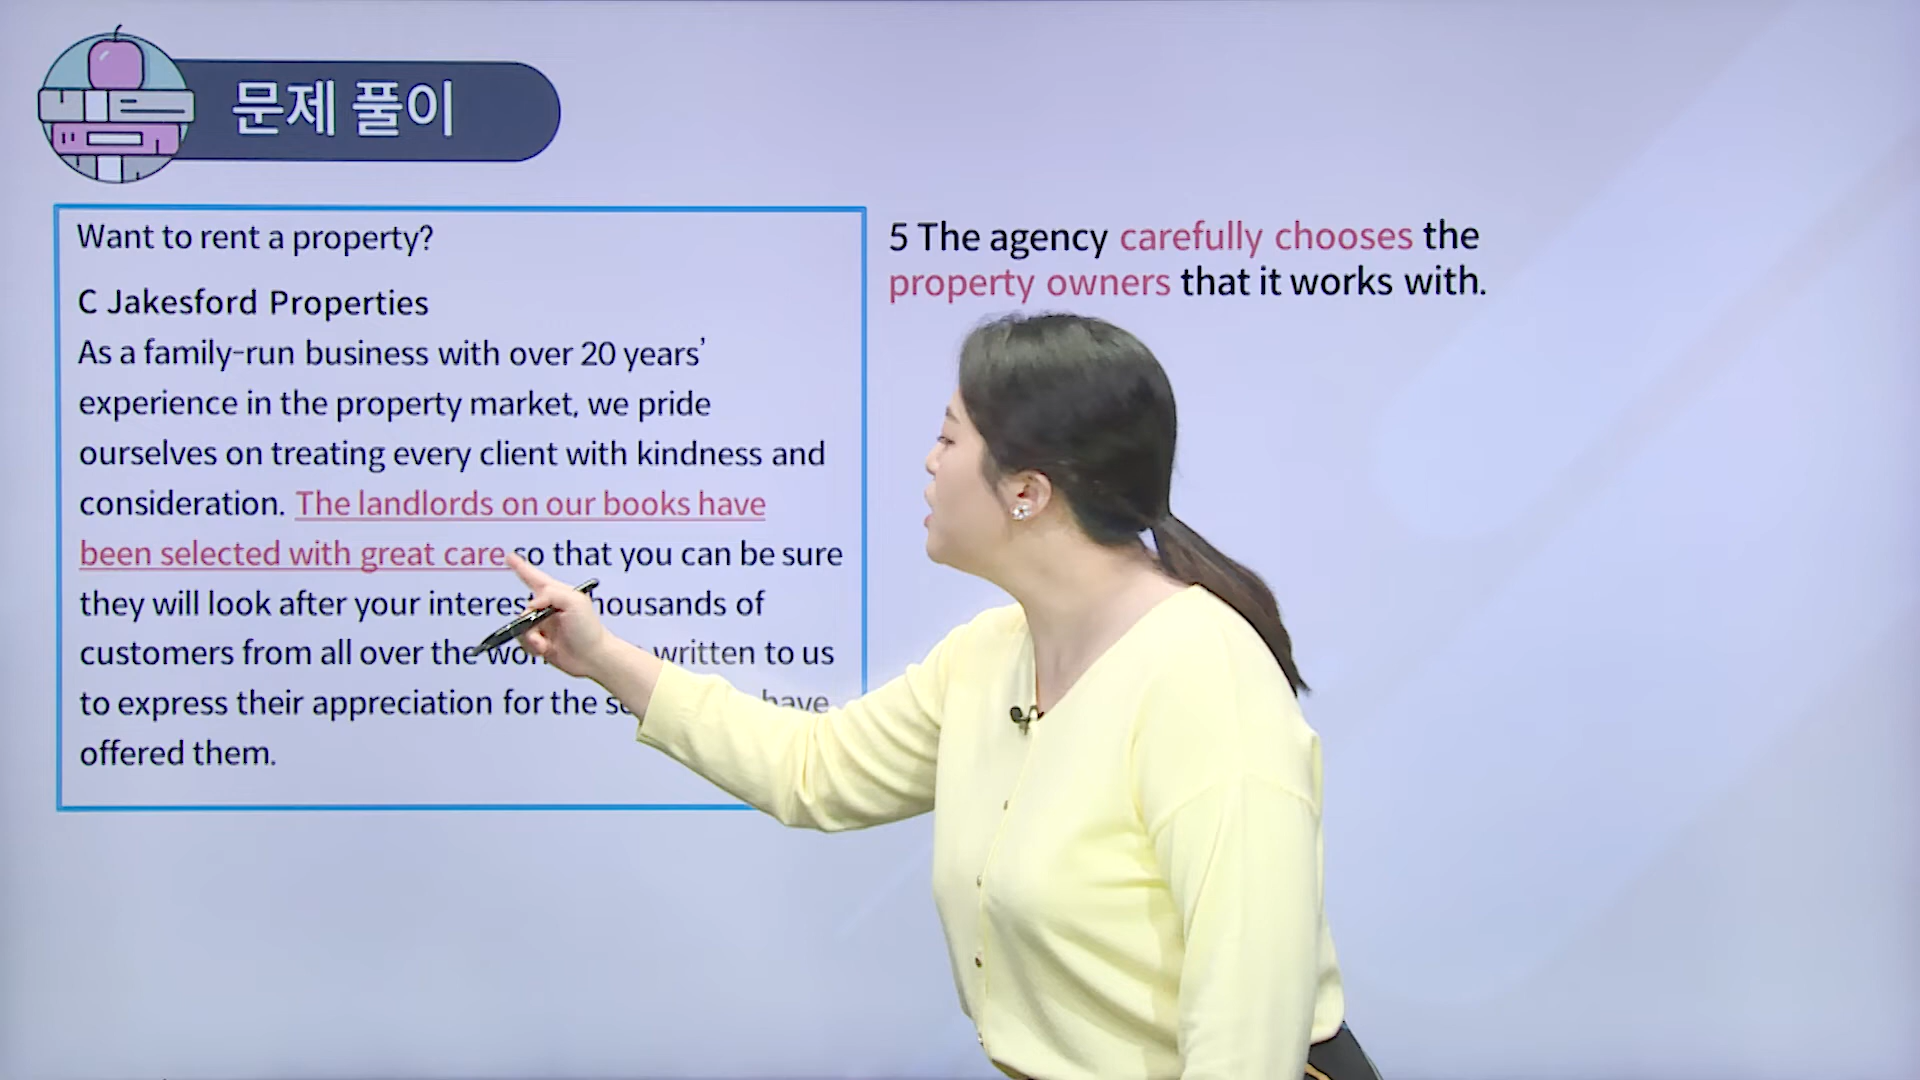 문제 풀이
Want to rent a property?
C Jakesford Properties
As a family-run business with over 20 years’
experience in the property market, we pride
ourselves on treating every client with kindness and
consideration. The landlords on our books have
been selected with great care so that you can be sure
they will look after your interest housands of
customers from all over the written to us
to express their appreciation for the have
offered them.
5 The agency carefully chooses the
property owners that it works with.